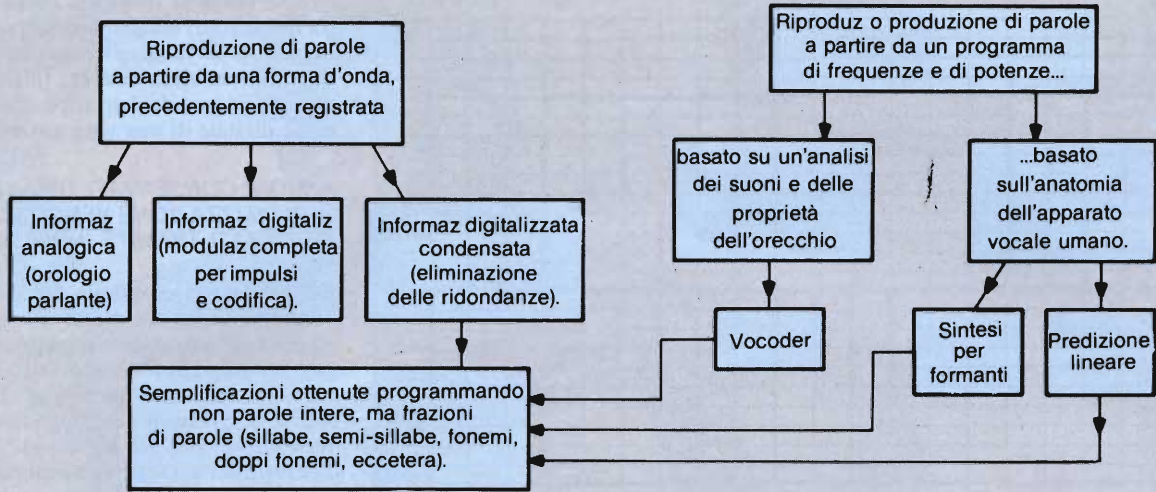 Riproduzione di parole
a partire da una forma d'onda,
precedentemente registrata
Riproduz o produzione di parole
a partire da un programma
di frequenze e di potenze...
Informaz
analogica
(orologio
parlante)
Informaz digitaliz
(modulaz completa
per impulsi
e codifica).
Informaz digitalizzata
condensata
(eliminazione
delle ridondanze).
basato su un'analisi
dei suoni e delle
proprietà
dell'orecchio
...basato
sull'anatomia
dell'apparato
vocale umano.
Vocoder
Sintesi
per
formanti
Predizione
lineare
Semplificazioni ottenute programmando
non parole intere, ma frazioni
di parole (sillabe, semi-sillabe, fonemi,
doppi fonemi, eccetera).